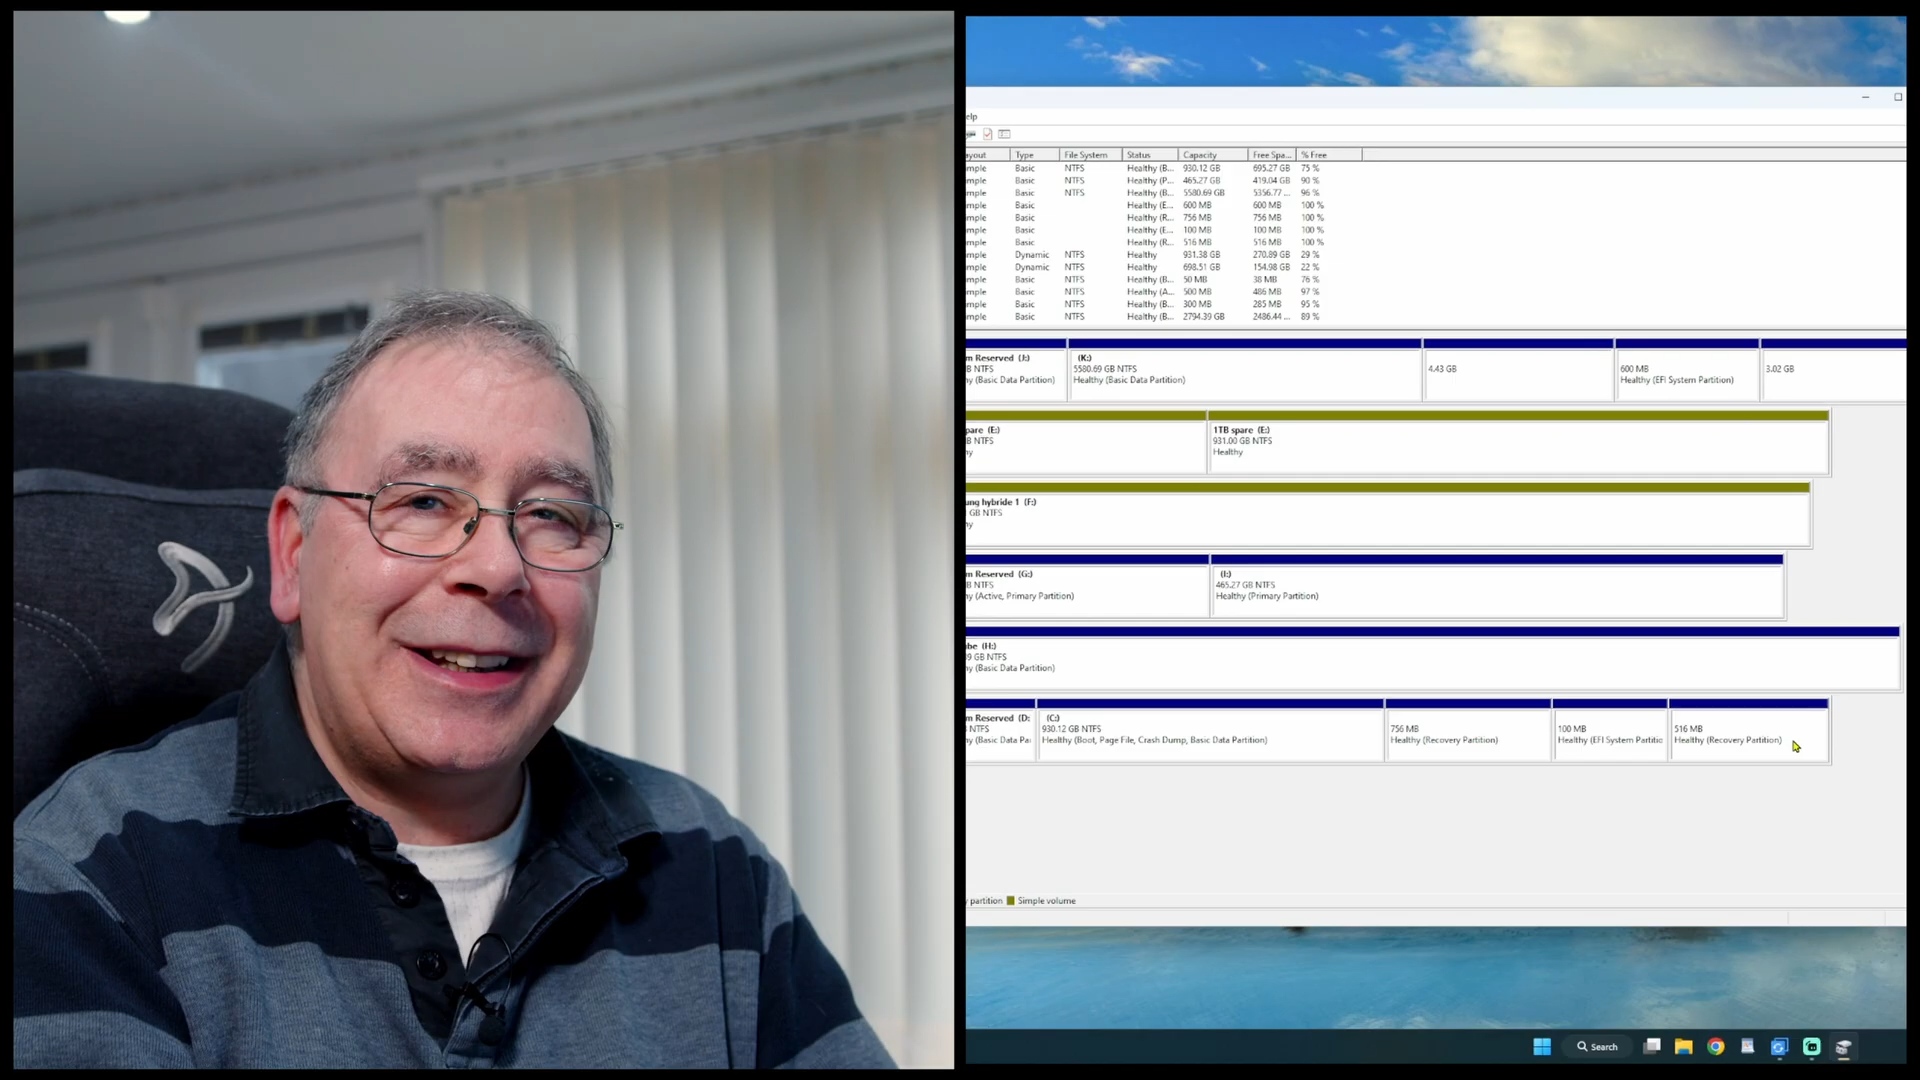 elp
yout Type File System Status Capacity Free Spa... % Free
mple Basic NTFS Healthy (B... 930.12 GB 695.27 GB 75 %
mple Basic NTFS Healthy (P... 465.27 GB 419.04 GB 90 %
mple Basic NTFS Healthy (B... 5580.69 GB 5356.77 ... 96 %
mple Basic Healthy (E... 600 MB 600 MB 100 %
mple Basic Healthy (R... 756 MB 756 MB 100 %
mple Basic Healthy (E... 100 MB 100 MB 100 %
mple Basic Healthy (R... 516 MB 516 MB 100 %
mple Dynamic NTFS Healthy 931.38 GB 270.89 GB 29 %
mple Dynamic NTFS Healthy 698.51 GB 154.98 GB 22 %
mple Basic NTFS Healthy (B... 50 MB 38 MB 76 %
mple Basic NTFS Healthy (A... 500 MB 486 MB 97 %
mple Basic NTFS Healthy (B... 300 MB 285 MB 95 %
mple Basic NTFS Healthy (B... 2794.39 GB 2486.44 ... 89 %
m Reserved (J:) (K:)
B NTFS 5580.69 GB NTFS 4.43 GB 600 MB 3.02 GB
y (Basic Data Partition) Healthy (Basic Data Partition) Healthy (EFI System Partition)
pare (E:) 1TB spare (E:)
B NTFS 931.00 GB NTFS
hy Healthy
ung hybride 1 (F:)
GB NTFS
hy
m Reserved (G:) (I:)
B NTFS 465.27 GB NTFS
hy (Active, Primary Partition) Healthy (Primary Partition)
be (H:)
9 GB NTFS
hy (Basic Data Partition)
m Reserved (D: (C:)
NTFS 930.12 GB NTFS 756 MB 100 MB 516 MB
hy (Basic Da Pa Healthy (Boot, Page File, Crash Dump, Basic Data Partition) Healthy (Recovery Partition) Healthy (EFI System Partitio Healthy (Recovery Partition)
y partition Simple volume
Search